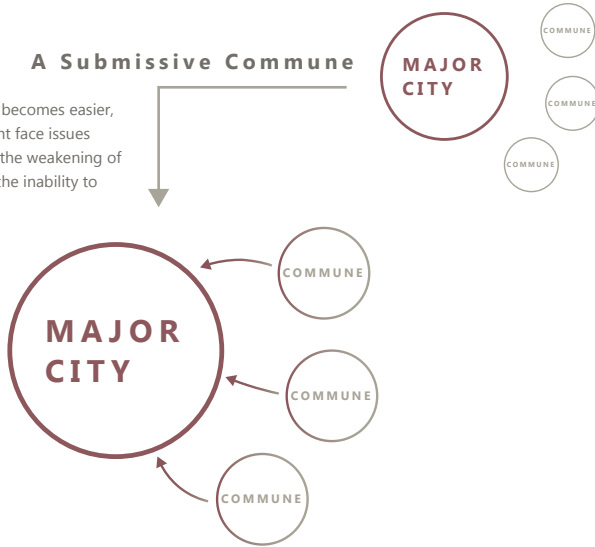 A Submissive Commune
becomes easier,
nt face issues
the weakening of
the inability to
MAJOR
CITY
COMMUNE
COMMUNE
COMMUNE
MAJOR
CITY
COMMUNE
COMMUNE
COMMUNE